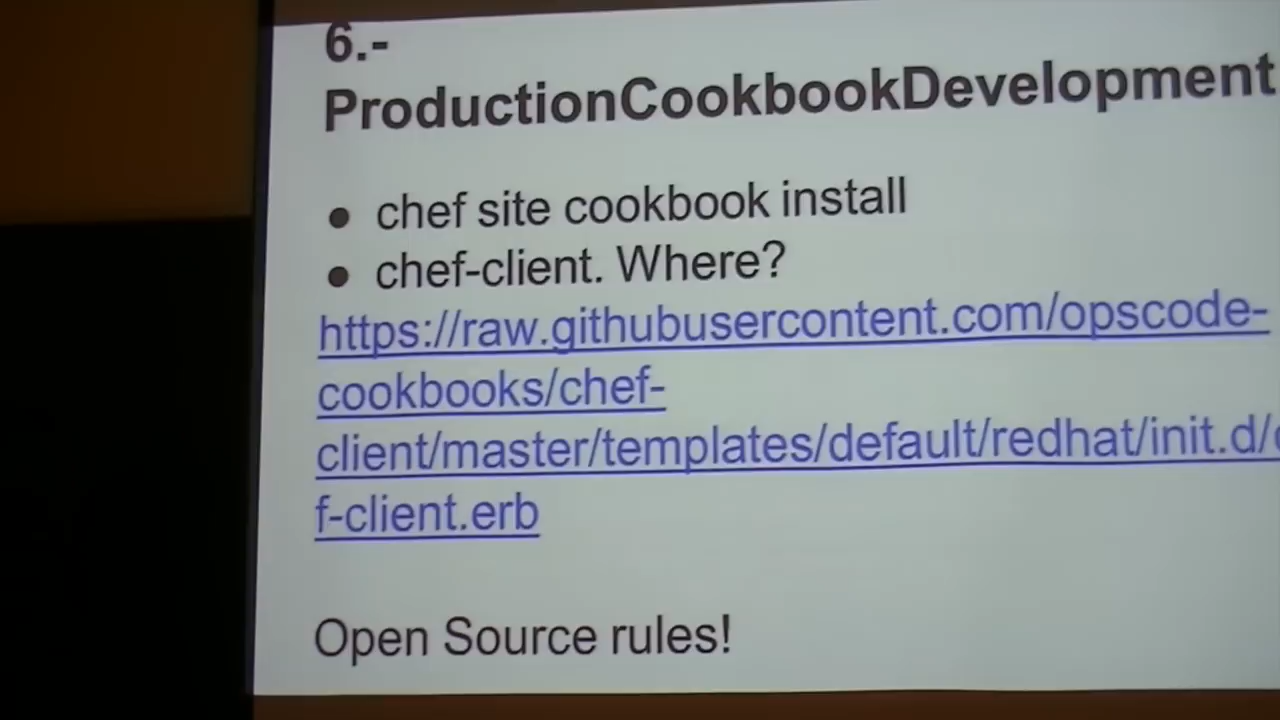 6.-
ProductionCookbookDevelopment
● chef site cookbook install
● chef-client. Where?
https://raw.githubusercontent.com/opscode-
cookbooks/chef-
client/master/templates/default/redhat/init.d/
f-client.erb
Open Source rules!